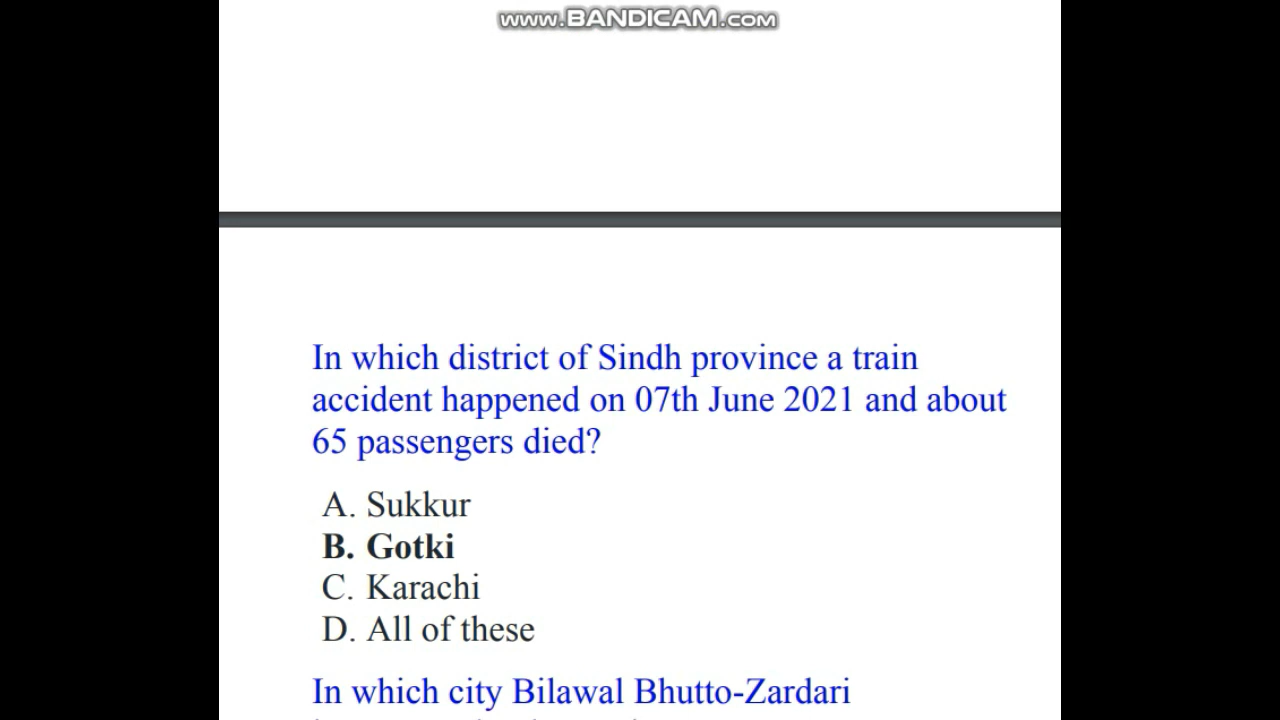 www.BANDICAM.com
In which district of Sindh province a train
accident happened on 07th June 2021 and about
65 passengers died?
A. Sukkur
B. Gotki
C. Karachi
D. All of these
In which city Bilawal Bhutto-Zardari